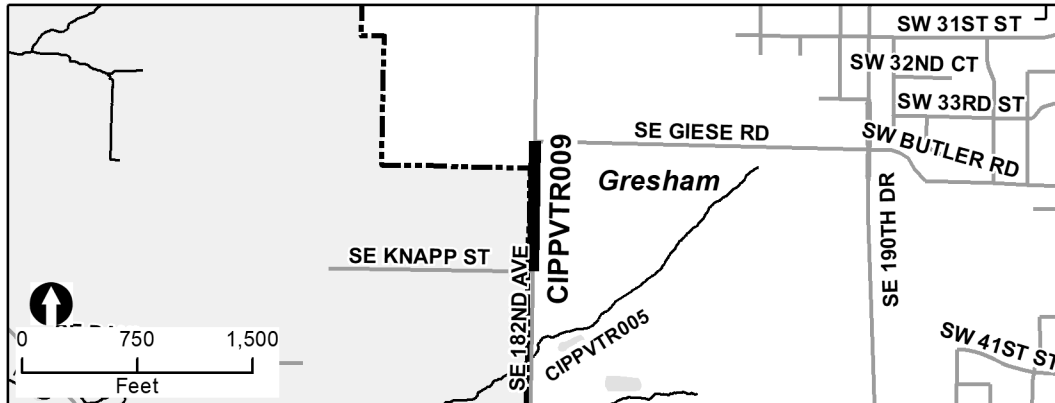 SW 31ST ST
SW 32ND CT
SW 33RD ST
SE GIESE RD
SW BUTLER RD
CIPPVTR009
Gresham
SE 190TH DR
SE KNAPP ST
SE 182ND AVE
CIPPVTR005
SW 41ST ST
0 750 1,500
Feet